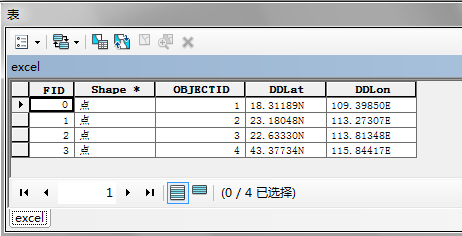 表
excel
FID Shape * OBJECTID DDLat DDLon
0 点 1 18.31189N 109.39850E
1 点 2 23.18048N 113.27307E
2 点 3 22.63330N 113.81348E
3 点 4 43.37734N 115.84417E
1 (0 / 4 已选择)
excel